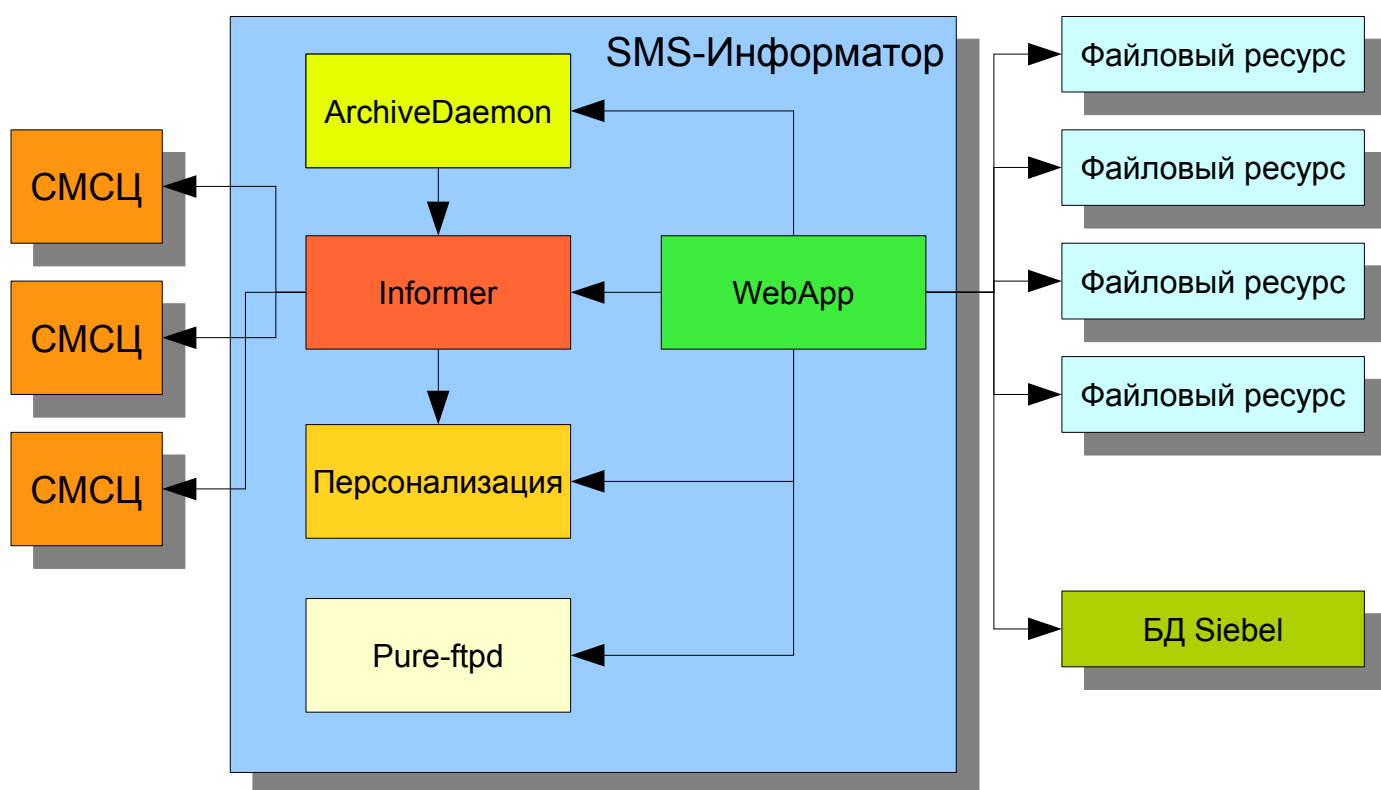 SMS-Информатор
ArchiveDaemon
Informer
WebApp
Персонализация
Pure-ftpd
СМСЦ
СМСЦ
СМСЦ
Файловый ресурс
Файловый ресурс
Файловый ресурс
Файловый ресурс
БД Siebel